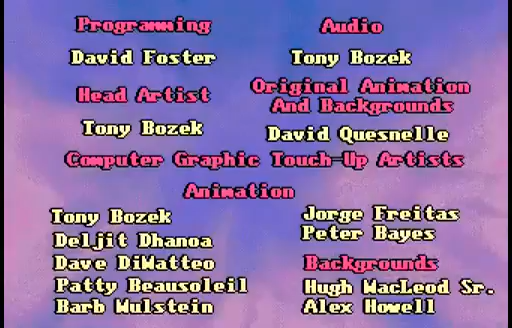 Programming
David Foster
Audio
Tony Bozek
Head Artist
Tony Bozek
Original Animation
And Backgrounds
David Quesnelle
Computer Graphic Touch-Up Artists
Animation
Tony Bozek
Deljit Dhanoa
Dave DiMatteo
Patty Beausoleil
Barb Mulstein
Jorge Freitas
Peter Bayes
Backgrounds
Hugh MacLeod Sr.
Alex Howell